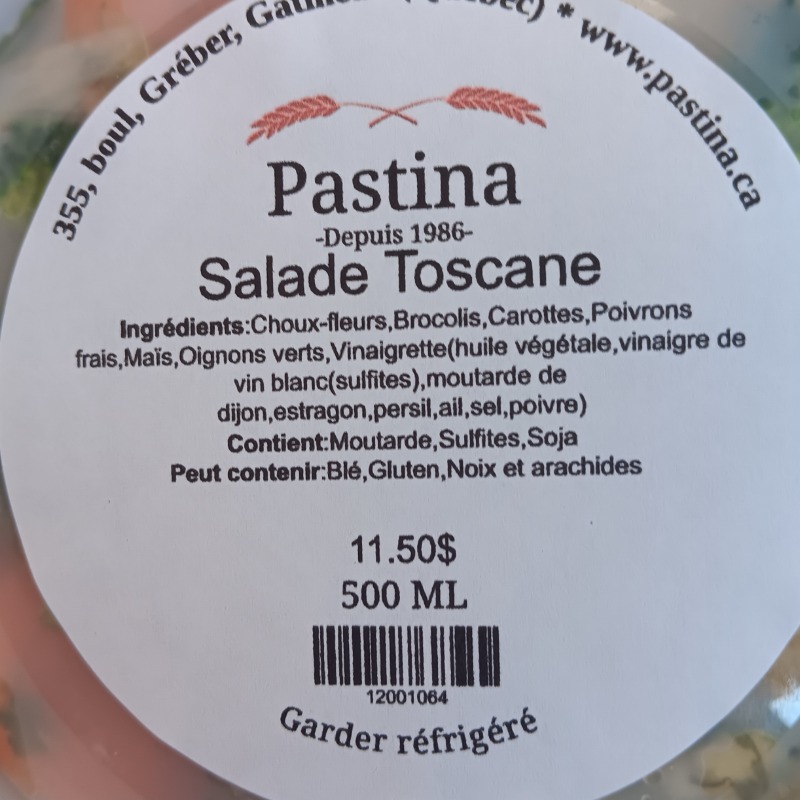 355, boul, Gréber, * www.pastina.ca
Pastina
-Depuis 1986-
Salade Toscane
Ingrédients:Choux-fleurs,Brocolis,Carottes,Poivrons
frais,Maïs,Oignons verts,Vinaigrette(huile végétale,vinaigre de
vin blanc(sulfites),moutarde de
dijon,estragon,persil,ail,sel,poivre)
Contient:Moutarde,Sulfites,Soja
Peut contenir:Blé,Gluten,Noix et arachides
11.50$
500 ML
12001064
Garder réfrigéré